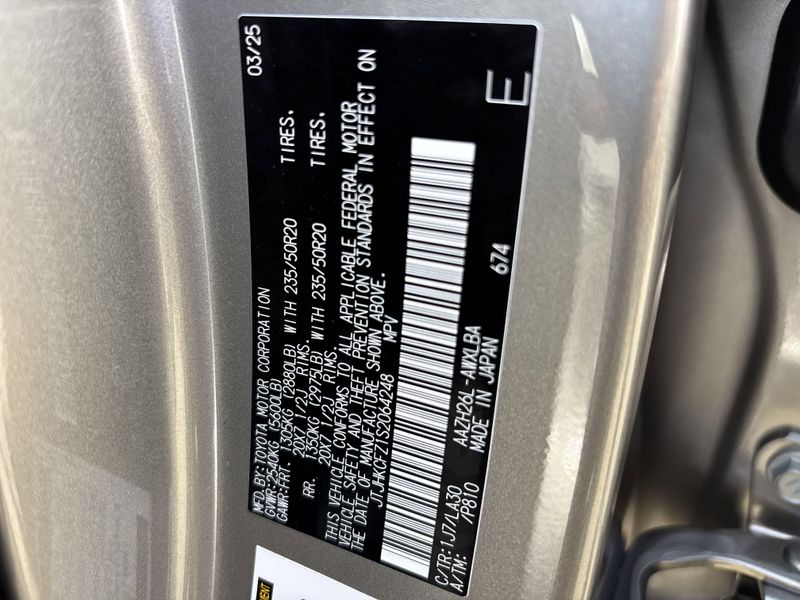 MFD.BY:TOYOTA MOTOR CORPORATION 03/25
GVWR:2540KG (5600LB)
GAWR:FRT. 1305KG (2880LB) WITH 235/50R20 TIRES.
20X7 1/2J RIMS.
RR. 1350KG (2975LB) WITH 235/50R20 TIRES.
20X7 1/2J RIMS.
THIS VEHICLE CONFORMS TO ALL APPLICABLE FEDERAL MOTOR
VEHICLE SAFETY AND THEFT PREVENTION STANDARDS IN EFFECT ON
THE DATE OF MANUFACTURE SHOWN ABOVE.
JTJHKCFZ1S2064248 MPV
C/TR:1J7/LA30 AAZH26L-AWXLBA
A/TM: /P810 MADE IN JAPAN 674 E